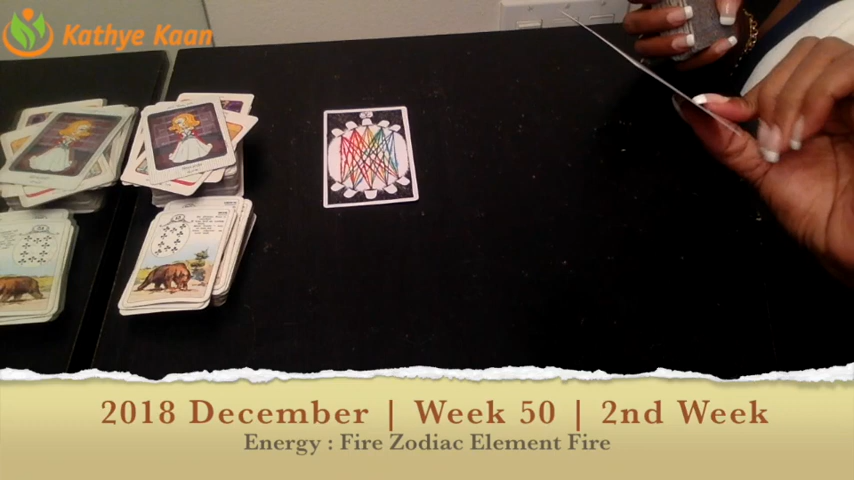 Kathye Kaan
2018 December | Week 50 | 2nd Week
Energy : Fire Zodiac Element Fire